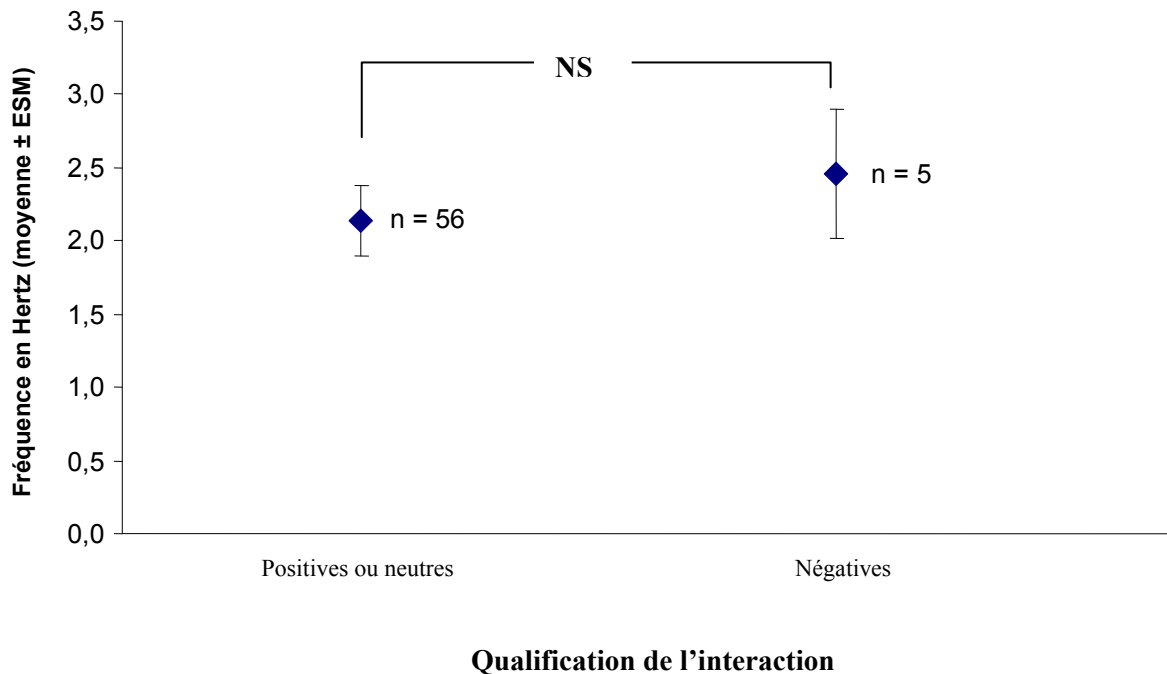 Fréquence en Hertz (moyenne ± ESM)
3,5
3,0
2,5
2,0
1,5
1,0
0,5
0,0
NS
n = 56
n = 5
Positives ou neutres
Négatives
Qualification de l’interaction